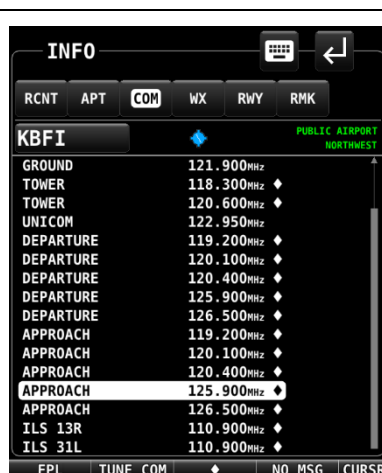 INFO
RCNT APT COM WX RWY RMK
KBFI PUBLIC AIRPORT
NORTHWEST
GROUND 121.900MHz
TOWER 118.300MHz ♦
TOWER 120.600MHz ♦
UNICOM 122.950MHz
DEPARTURE 119.200MHz ♦
DEPARTURE 120.100MHz ♦
DEPARTURE 120.400MHz ♦
DEPARTURE 125.900MHz ♦
DEPARTURE 126.500MHz ♦
APPROACH 119.200MHz ♦
APPROACH 120.100MHz ♦
APPROACH 120.400MHz ♦
APPROACH 125.900MHz ♦
APPROACH 126.500MHz ♦
ILS 13R 110.900MHz ♦
ILS 31L 110.900MHz ♦
FPL TUNE COM ♦ NO MSG CURSR